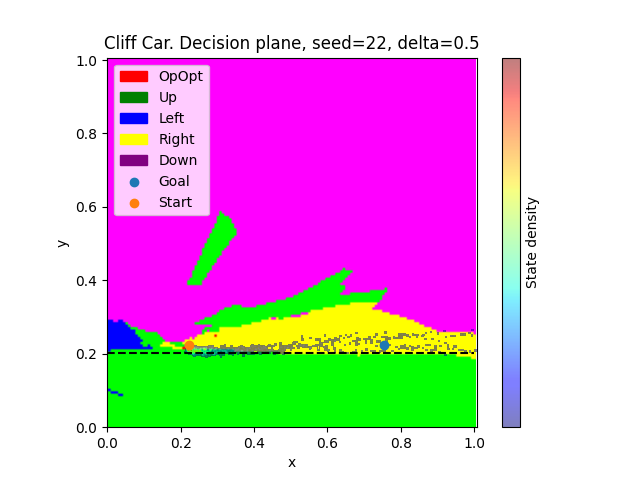 Cliff Car. Decision plane, seed=22, delta=0.5
1.0
0.8
0.6
0.4
0.2
0.0
y
OpOpt
Up
Left
Right
Down
Goal
Start
0.0 0.2 0.4 0.6 0.8 1.0
x
State density